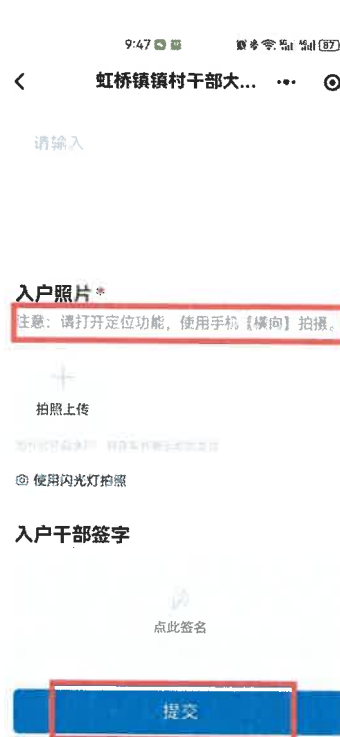 9:47
87
虹桥镇镇村干部大...
请输入
入户照片*
注意：请打开定位功能，使用手机【横向】拍摄。
拍照上传
使用闪光灯拍照
入户干部签字
点此签名
提交